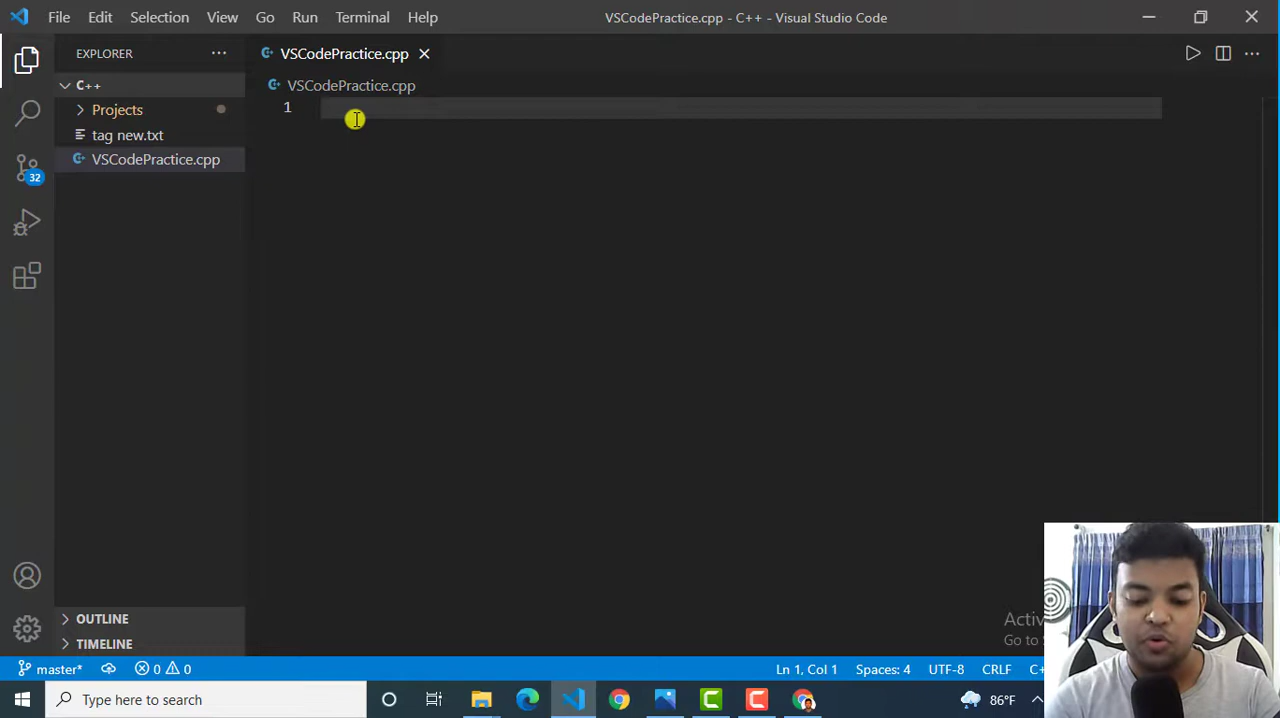 File Edit Selection View Go Run Terminal Help VSCodePractice.cpp - C++ - Visual Studio Code
EXPLORER ··· VSCodePractice.cpp
C++ VSCodePractice.cpp
1
Projects
tag new.txt
VSCodePractice.cpp
32
OUTLINE
TIMELINE
Go to
master* 0 0 Ln 1, Col 1 Spaces: 4 UTF-8 CRLF
Type here to search 86°F